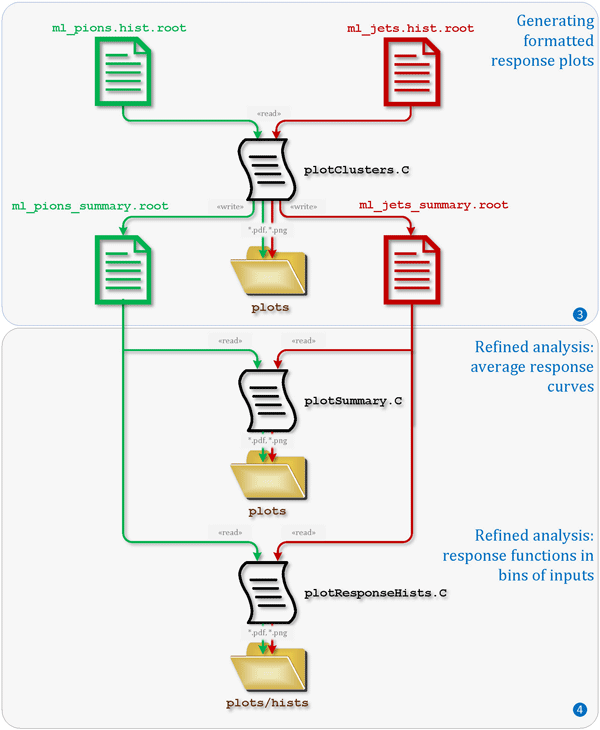 ml_pions.hist.root
ml_jets.hist.root
Generating
formatted
response plots
«read»
plotClusters.C
ml_pions_summary.root
«write»
«write»
ml_jets_summary.root
*.pdf,*.png
plots
3
Refined analysis:
average response
curves
«read»
«read»
plotSummary.C
*.pdf,*.png
plots
Refined analysis:
response functions in
bins of inputs
«read»
«read»
plotResponseHists.C
*.pdf,*.png
plots/hists
4